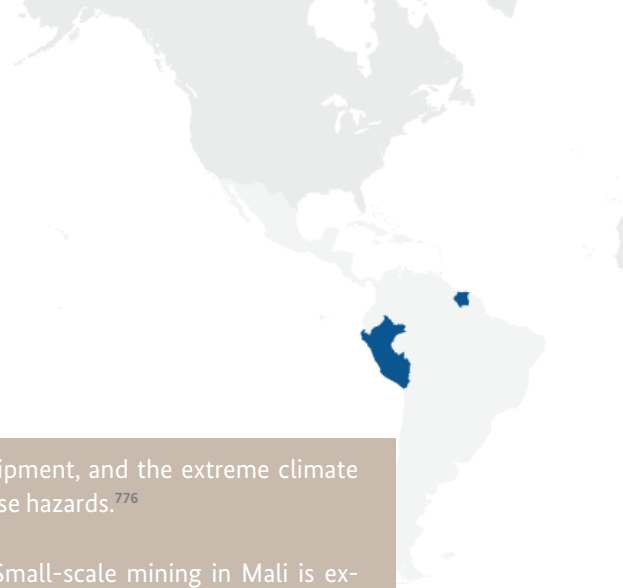 ipment, and the extreme climate
se hazards.776
Small-scale mining in Mali is ex-